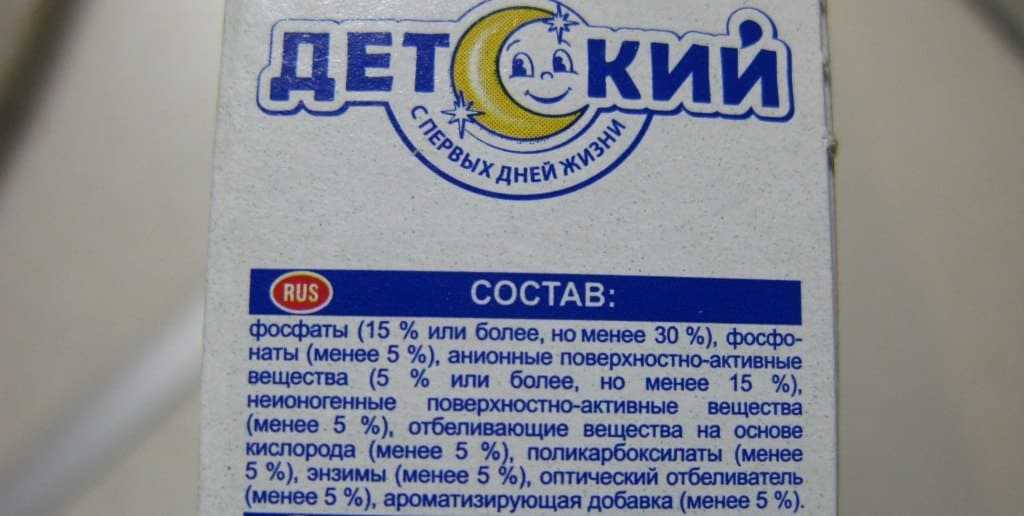 ДЕТСКИЙ
С ПЕРВЫХ ДНЕЙ ЖИЗНИ
RUS СОСТАВ:
фосфаты (15 % или более, но менее 30 %), фосфо-
наты (менее 5 %), анионные поверхностно-активные
вещества (5 % или более, но менее 15 %),
неионогенные поверхностно-активные вещества
(менее 5 %), отбеливающие вещества на основе
кислорода (менее 5 %), поликарбоксилаты (менее
5 %), энзимы (менее 5 %), оптический отбеливатель
(менее 5 %), ароматизирующая добавка (менее 5 %).